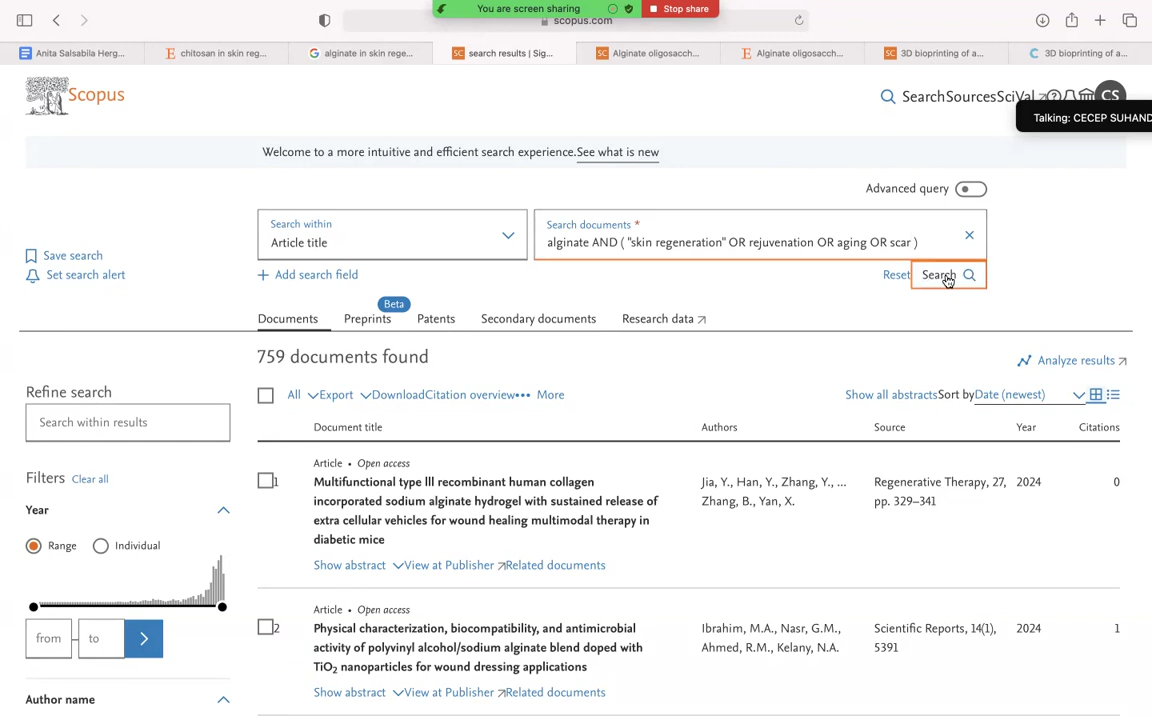 You are screen sharing
Stop share
scopus.com
Anita Salsabila Herg...
chitosan in skin reg...
alginate in skin rege...
search results | Sig...
Alginate oligosacch...
Alginate oligosacch...
3D bioprinting of a...
3D bioprinting of a...
Scopus
Search
Sources
SciVal
CS
Talking: CECEP SUHAND
Welcome to a more intuitive and efficient search experience. See what is new
Advanced query
Search within
Article title
Search documents *
alginate AND ( "skin regeneration" OR rejuvenation OR aging OR scar )
Save search
Set search alert
+ Add search field
Reset
Search
Beta
Documents
Preprints
Patents
Secondary documents
Research data
759 documents found
Analyze results
Refine search
Search within results
All
Export
Download
Citation overview
••• More
Show all abstracts
Sort by Date (newest)
Document title
Authors
Source
Year
Citations
Filters
Clear all
Year
Range
Individual
from
to
Author name
1
Article • Open access
Multifunctional type III recombinant human collagen
incorporated sodium alginate hydrogel with sustained release of
extra cellular vehicles for wound healing multimodal therapy in
diabetic mice
Jia, Y., Han, Y., Zhang, Y., ...
Zhang, B., Yan, X.
Regenerative Therapy, 27,
pp. 329–341
2024
0
Show abstract
View at Publisher
Related documents
2
Article • Open access
Physical characterization, biocompatibility, and antimicrobial
activity of polyvinyl alcohol/sodium alginate blend doped with
TiO₂ nanoparticles for wound dressing applications
Ibrahim, M.A., Nasr, G.M.,
Ahmed, R.M., Kelany, N.A.
Scientific Reports, 14(1),
5391
2024
1
Show abstract
View at Publisher
Related documents